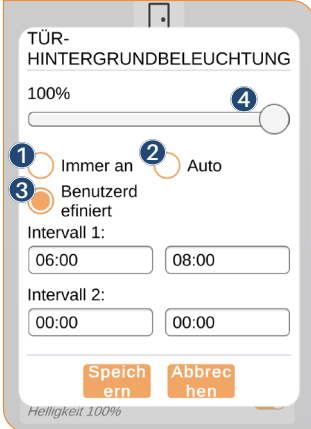 TÜR-
HINTERGRUNDBELEUCHTUNG
100%
4
1 Immer an
2 Auto
3 Benutzerd
efiniert
Intervall 1:
06:00 08:00
Intervall 2:
00:00 00:00
Speich
ern
Abbrec
hen
Helligkeit 100%